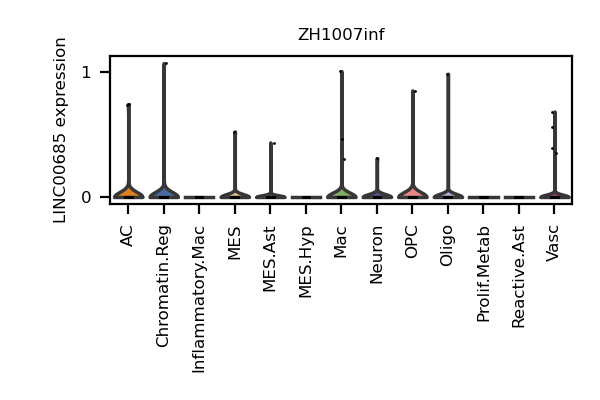 ZH1007inf
LINC00685 expression
1
0
AC
Chromatin.Reg
Inflammatory.Mac
MES
MES.Ast
MES.Hyp
Mac
Neuron
OPC
Oligo
Prolif.Metab
Reactive.Ast
Vasc